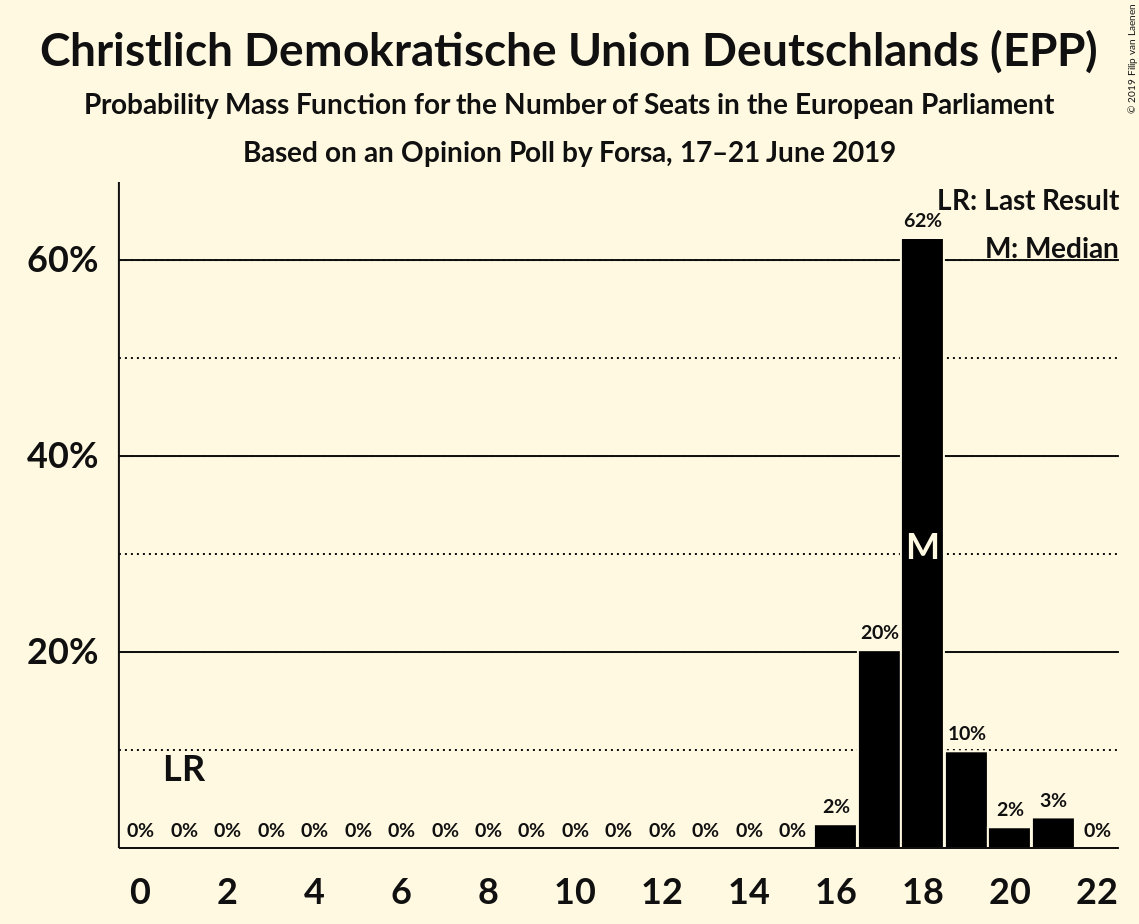 Christlich Demokratische Union Deutschlands (EPP)
Probability Mass Function for the Number of Seats in the European Parliament
Based on an Opinion Poll by Forsa, 17–21 June 2019
© 2019 Filip van Laenen
LR: Last Result
M: Median
62%
60%
40%
M
20%
20%
10%
LR
2%
2%
3%
0% 0% 0% 0% 0% 0% 0% 0% 0% 0% 0% 0% 0% 0% 0% 0% 0%
0 2 4 6 8 10 12 14 16 18 20 22